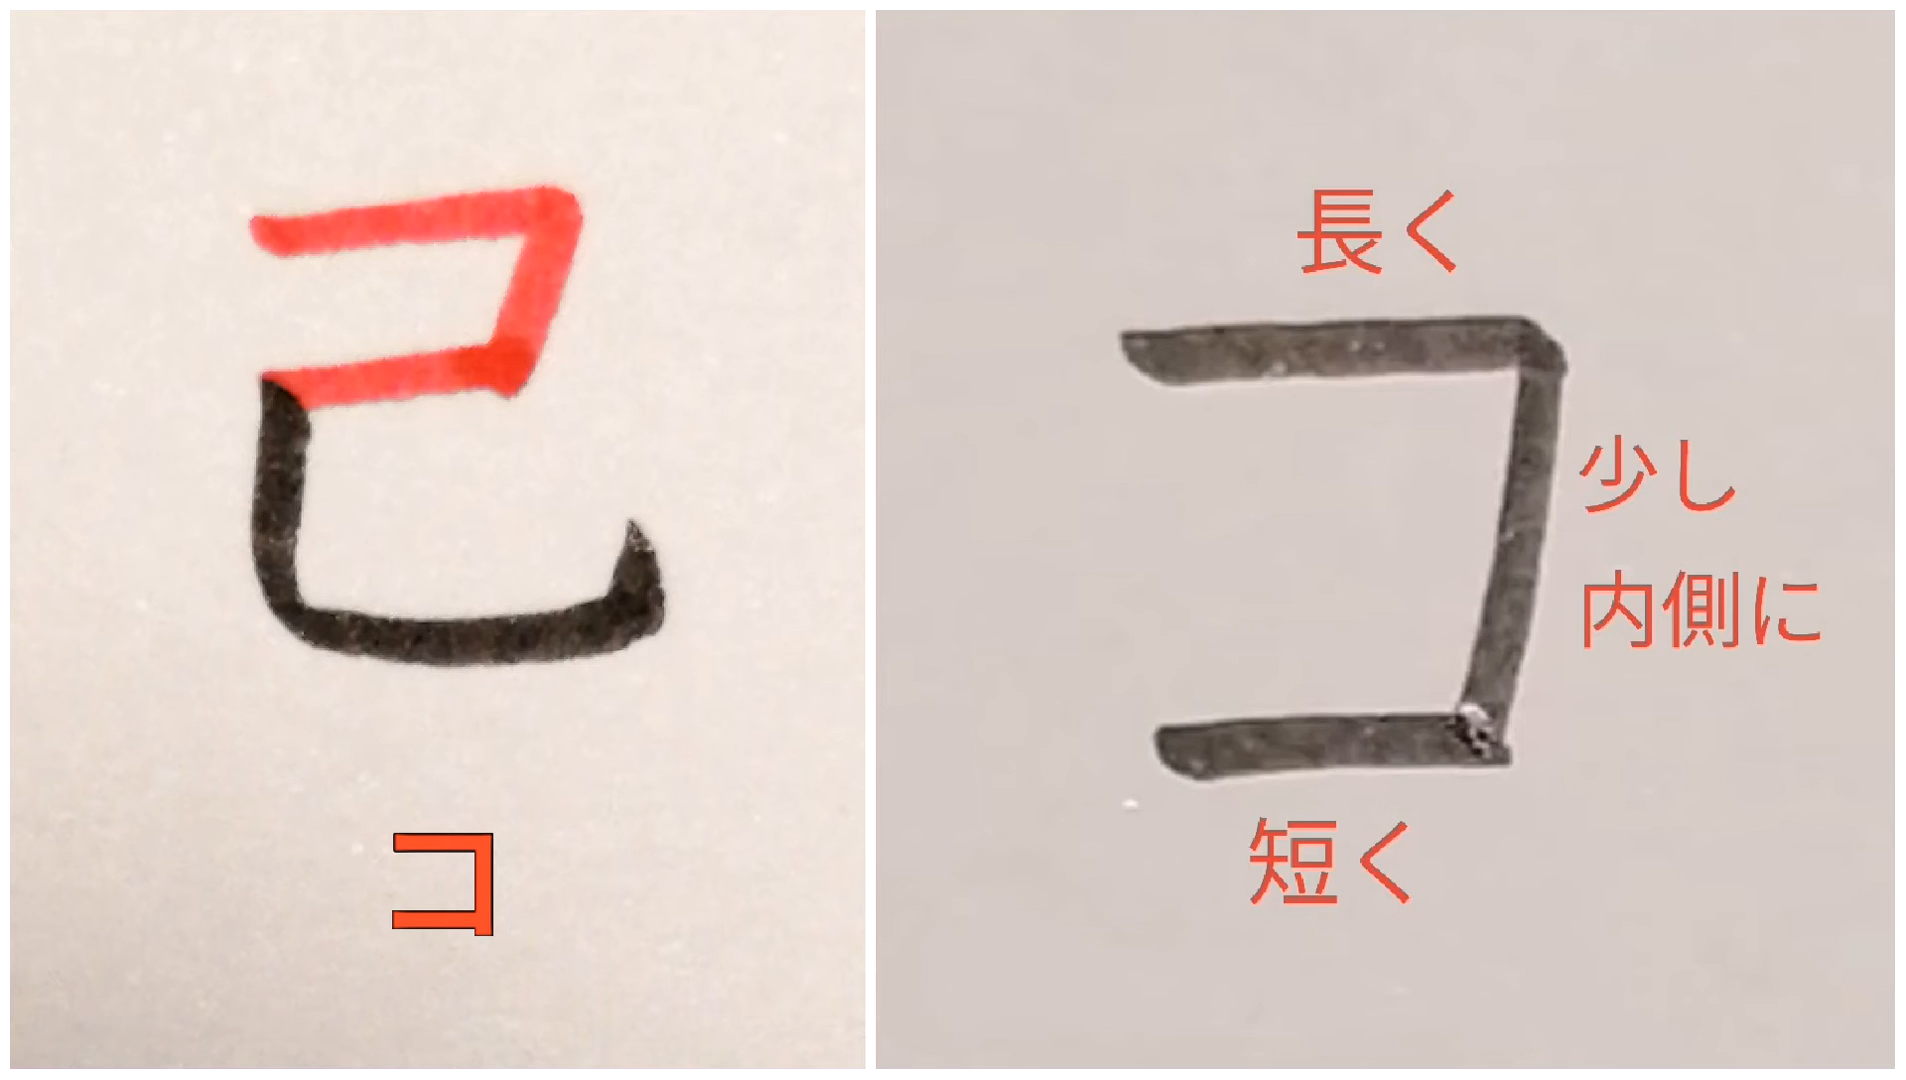 己
コ
長く
コ
少し
内側に
短く